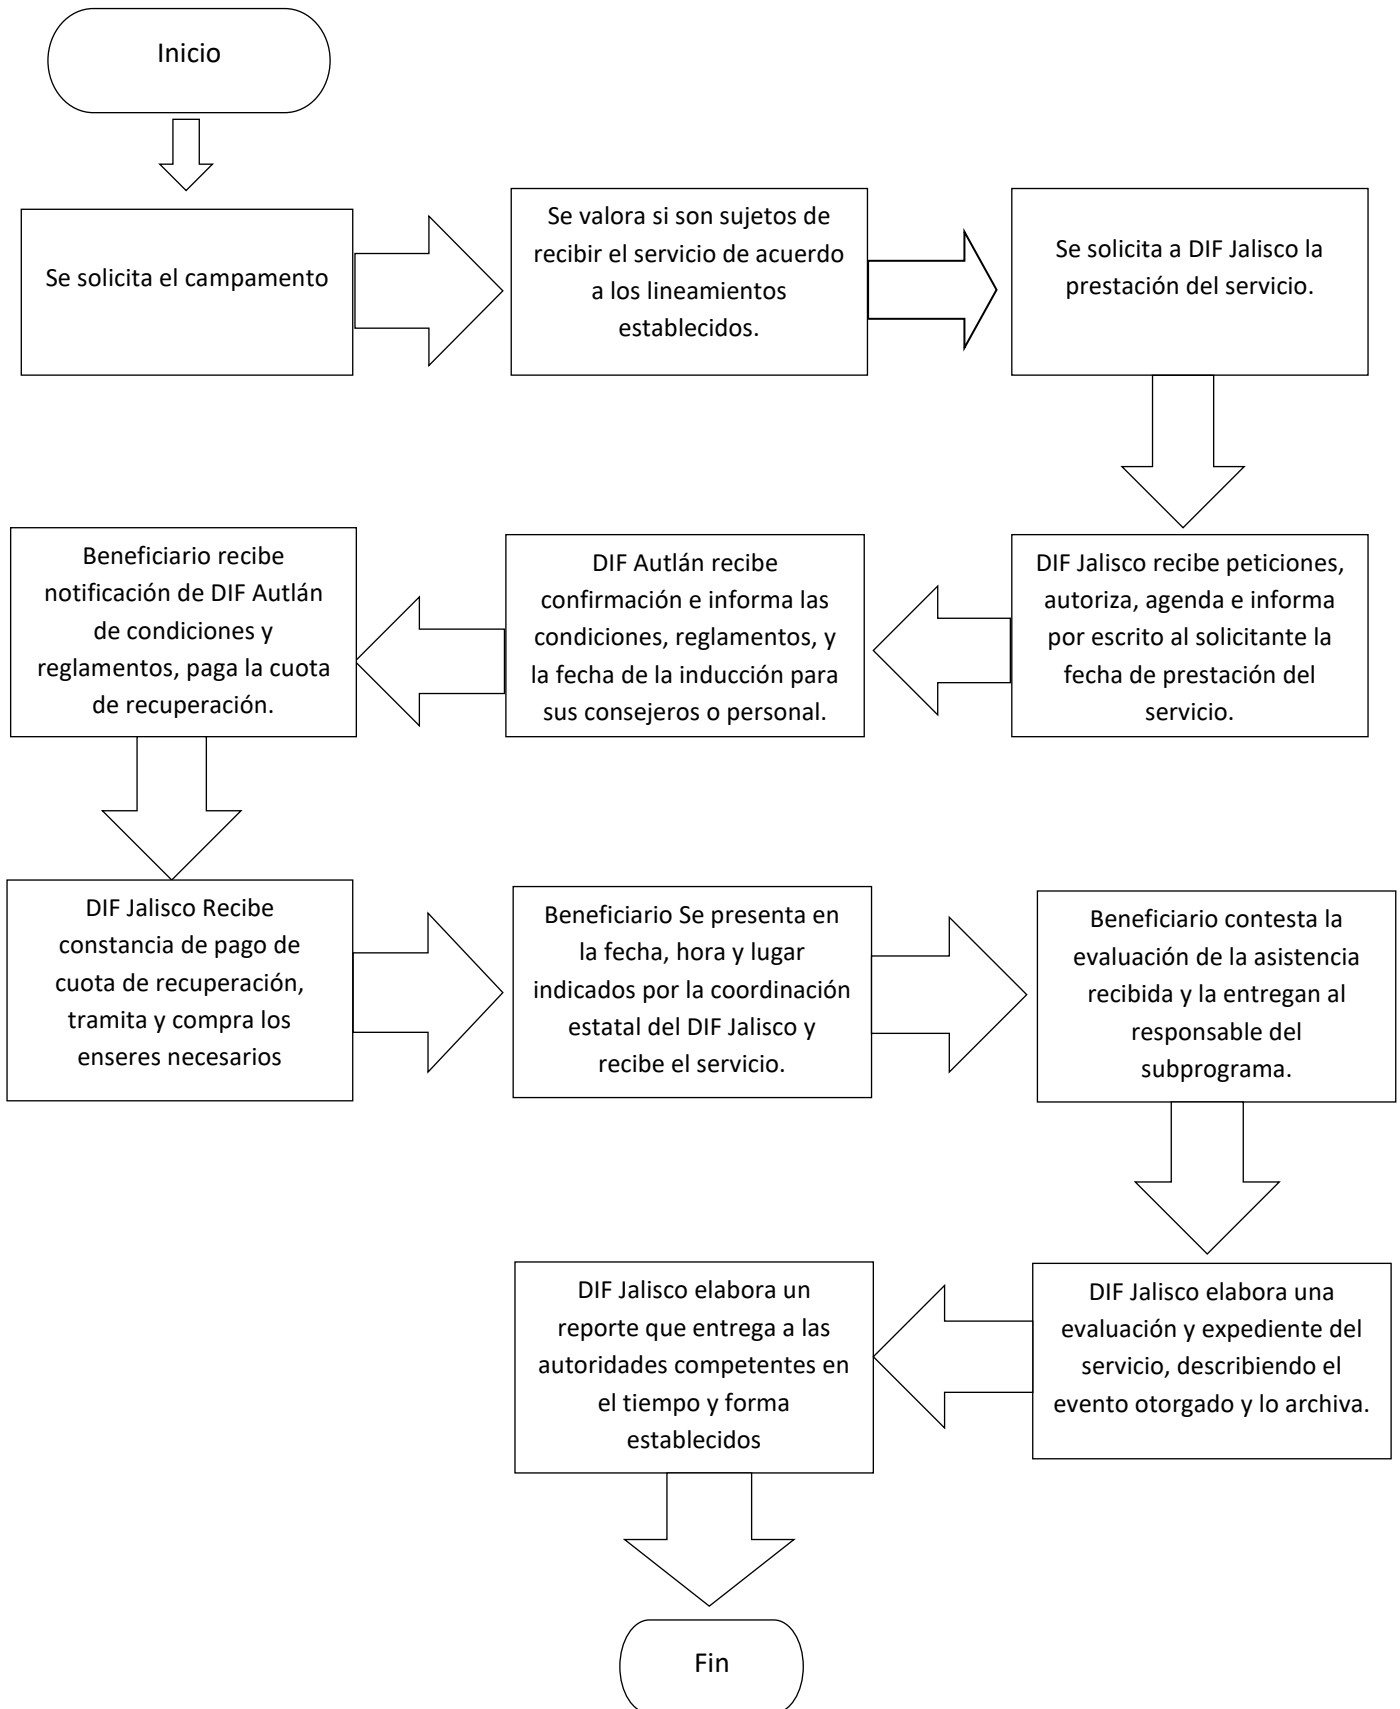 Inicio
Se solicita el campamento
Se valora si son sujetos de
recibir el servicio de acuerdo
a los lineamientos
establecidos.
Se solicita a DIF Jalisco la
prestación del servicio.
DIF Jalisco recibe peticiones,
autoriza, agenda e informa
por escrito al solicitante la
fecha de prestación del
servicio.
DIF Autlán recibe
confirmación e informa las
condiciones, reglamentos, y
la fecha de la inducción para
sus consejeros o personal.
Beneficiario recibe
notificación de DIF Autlán
de condiciones y
reglamentos, paga la cuota
de recuperación.
DIF Jalisco Recibe
constancia de pago de
cuota de recuperación,
tramita y compra los
enseres necesarios
Beneficiario Se presenta en
la fecha, hora y lugar
indicados por la coordinación
estatal del DIF Jalisco y
recibe el servicio.
Beneficiario contesta la
evaluación de la asistencia
recibida y la entregan al
responsable del
subprograma.
DIF Jalisco elabora una
evaluación y expediente del
servicio, describiendo el
evento otorgado y lo archiva.
DIF Jalisco elabora un
reporte que entrega a las
autoridades competentes en
el tiempo y forma
establecidos
Fin